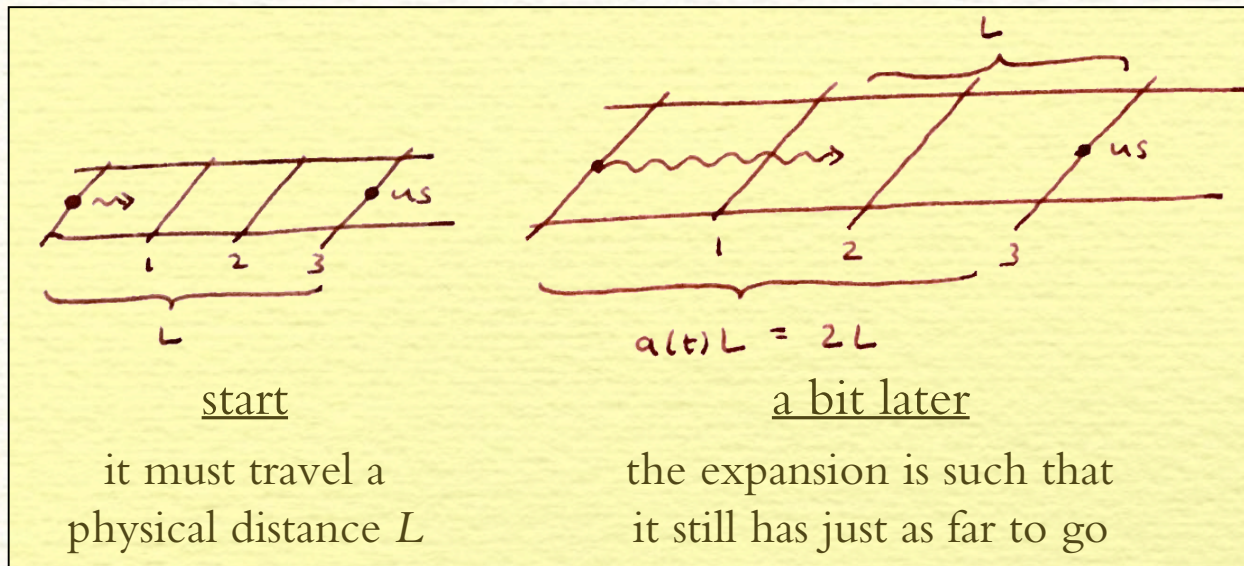 us
1 2 3
L
start
it must travel a
physical distance L
L
us
1 2 3
a(t)L = 2L
a bit later
the expansion is such that
it still has just as far to go